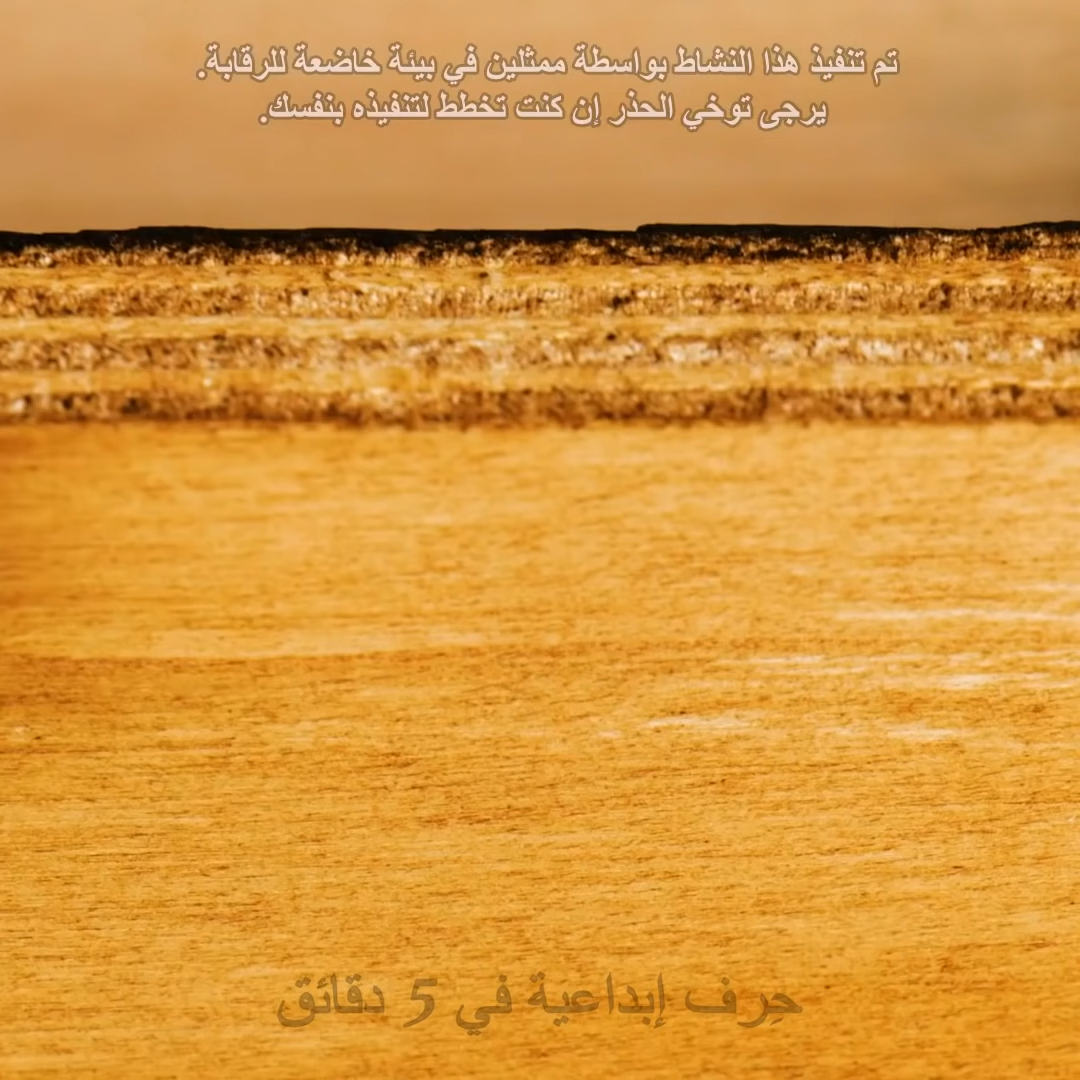 تم تنفيذ هذا النشاط بواسطة ممثلين في بيئة خاضعة للرقابة.
يرجى توخي الحذر إن كنت تخطط لتنفيذه بنفسك.
حِرف إبداعية في 5 دقائق